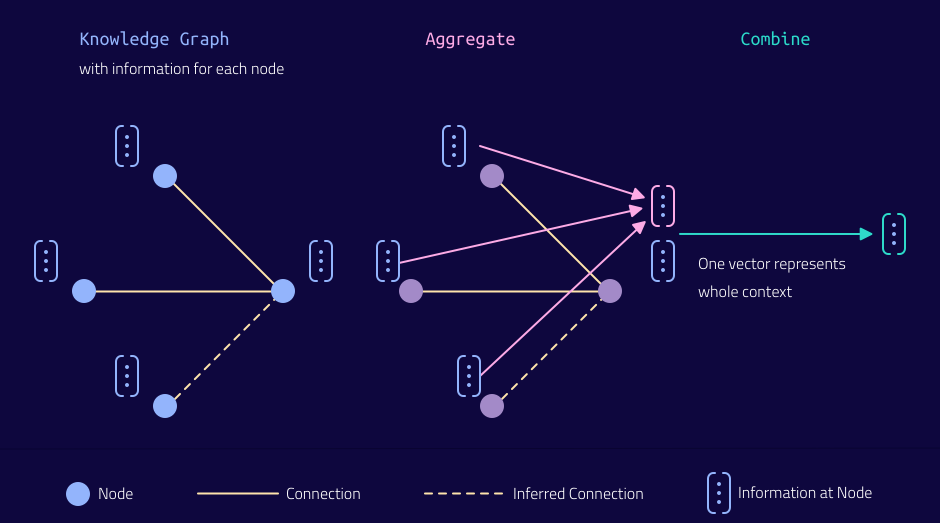 Knowledge Graph
with information for each node
Aggregate
Combine
One vector represents
whole context
Node
Connection
Inferred Connection
Information at Node